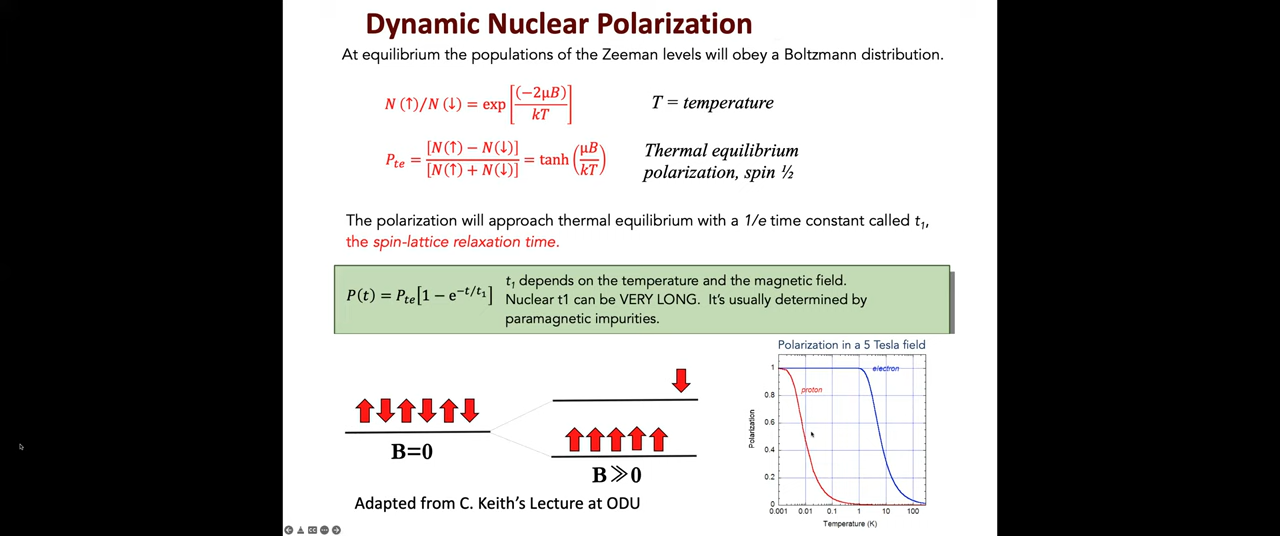 Dynamic Nuclear Polarization
At equilibrium the populations of the Zeeman levels will obey a Boltzmann distribution.
N (↑)/N (↓) = exp[(−2μB)/kT]
T = temperature
P_te = [N(↑) − N(↓)]/[N(↑) + N(↓)] = tanh(μB/kT)
Thermal equilibrium
polarization, spin ½
The polarization will approach thermal equilibrium with a 1/e time constant called t₁,
the spin-lattice relaxation time.
P(t) = P_te[1 − e^(−t/t₁)]
t₁ depends on the temperature and the magnetic field.
Nuclear t1 can be VERY LONG. It's usually determined by
paramagnetic impurities.
B=0
B≫0
Adapted from C. Keith's Lecture at ODU
Polarization in a 5 Tesla field
electron
proton
Polarization
1
0.8
0.6
0.4
0.2
0
0.001 0.01 0.1 1 10 100
Temperature (K)